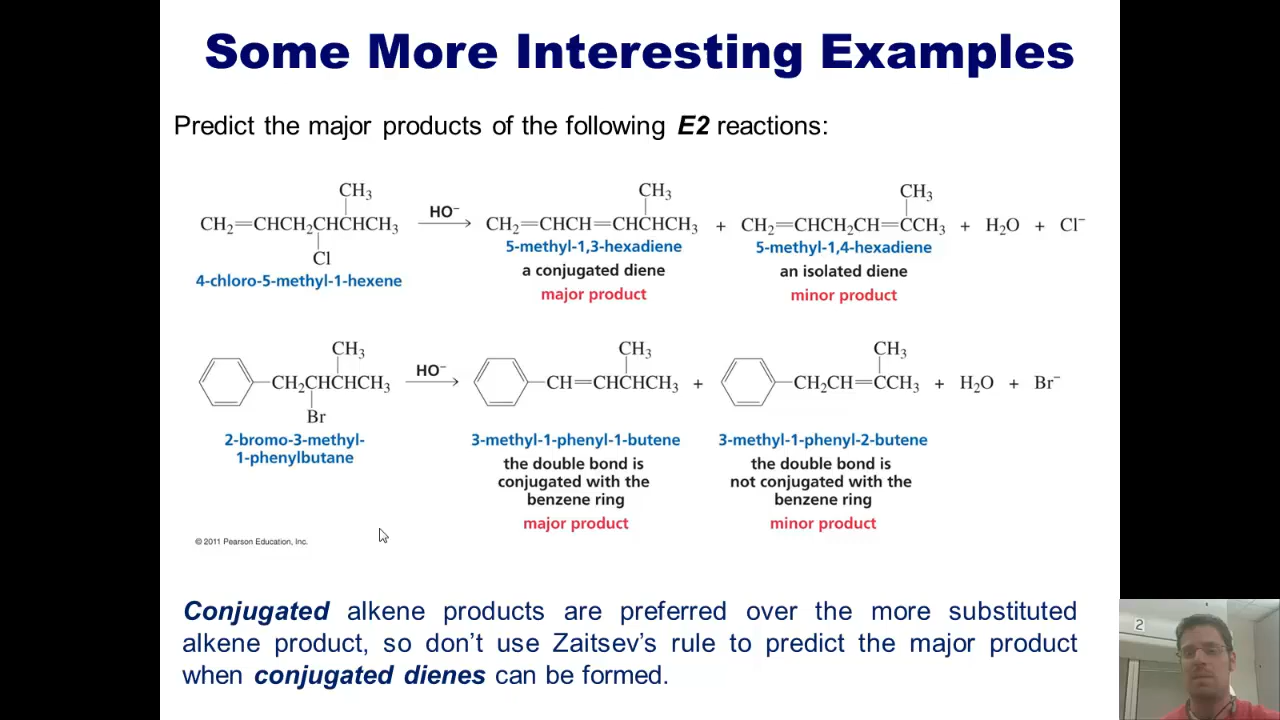 Some More Interesting Examples
Predict the major products of the following E2 reactions:
CH3 CH3 CH3
CH2=CHCH2CHCHCH3 HO− CH2=CHCH=CHCHCH3 + CH2=CHCH2CH=CCH3 + H2O + Cl−
Cl
4-chloro-5-methyl-1-hexene
5-methyl-1,3-hexadiene
a conjugated diene
major product
5-methyl-1,4-hexadiene
an isolated diene
minor product
CH3 CH3 CH3
CH2CHCHCH3 HO− CH=CHCHCH3 + CH2CH=CCH3 + H2O + Br−
Br
2-bromo-3-methyl-
1-phenylbutane
3-methyl-1-phenyl-1-butene
the double bond is
conjugated with the
benzene ring
major product
3-methyl-1-phenyl-2-butene
the double bond is
not conjugated with the
benzene ring
minor product
© 2011 Pearson Education, Inc.
Conjugated alkene products are preferred over the more substituted
alkene product, so don't use Zaitsev's rule to predict the major product
when conjugated dienes can be formed.
2